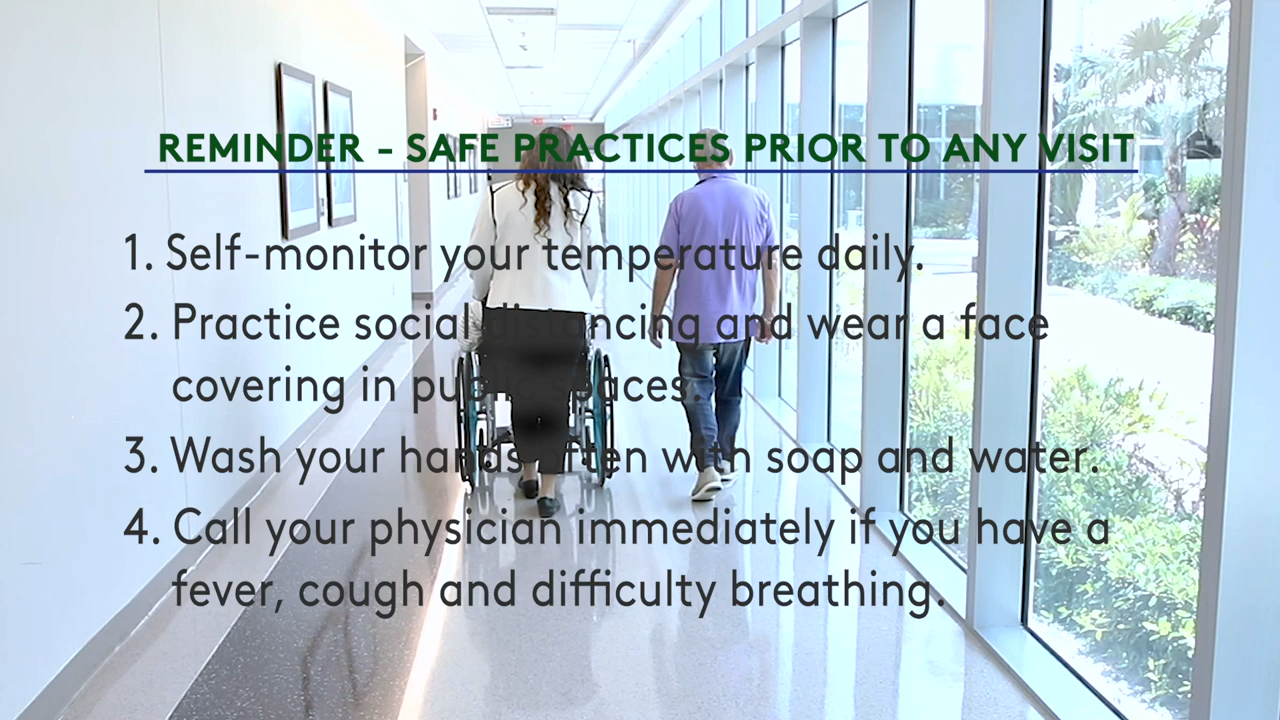 REMINDER - SAFE PRACTICES PRIOR TO ANY VISIT
1. Self-monitor your temperature daily.
2. Practice social distancing and wear a face
covering in public spaces.
3. Wash your hands often with soap and water.
4. Call your physician immediately if you have a
fever, cough and difficulty breathing.